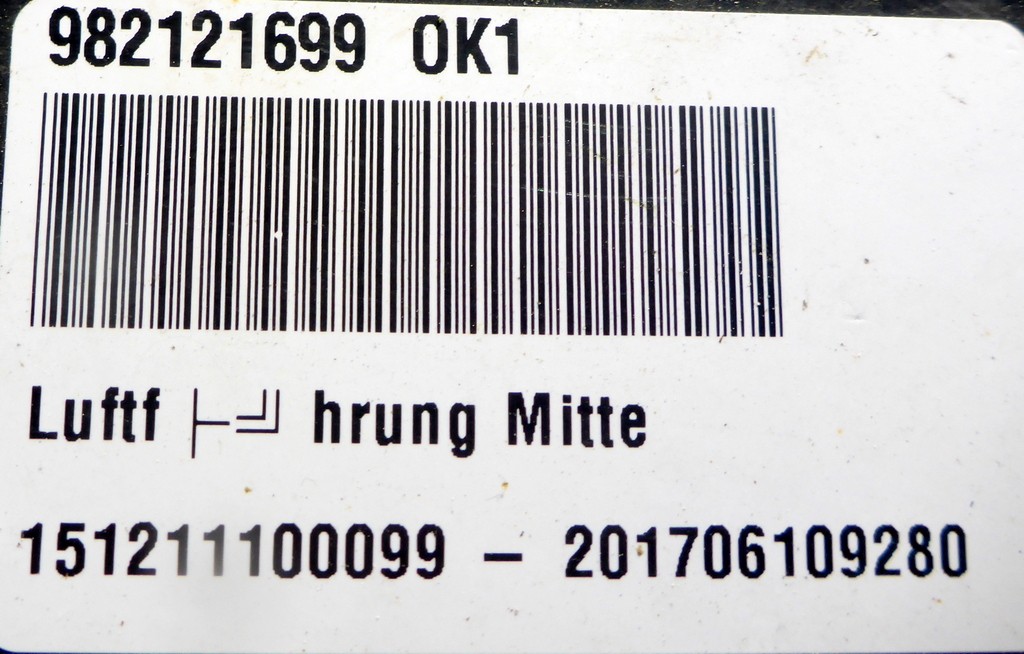 982121699 OK1
Luftf ├╝ hrung Mitte
151211100099 – 201706109280